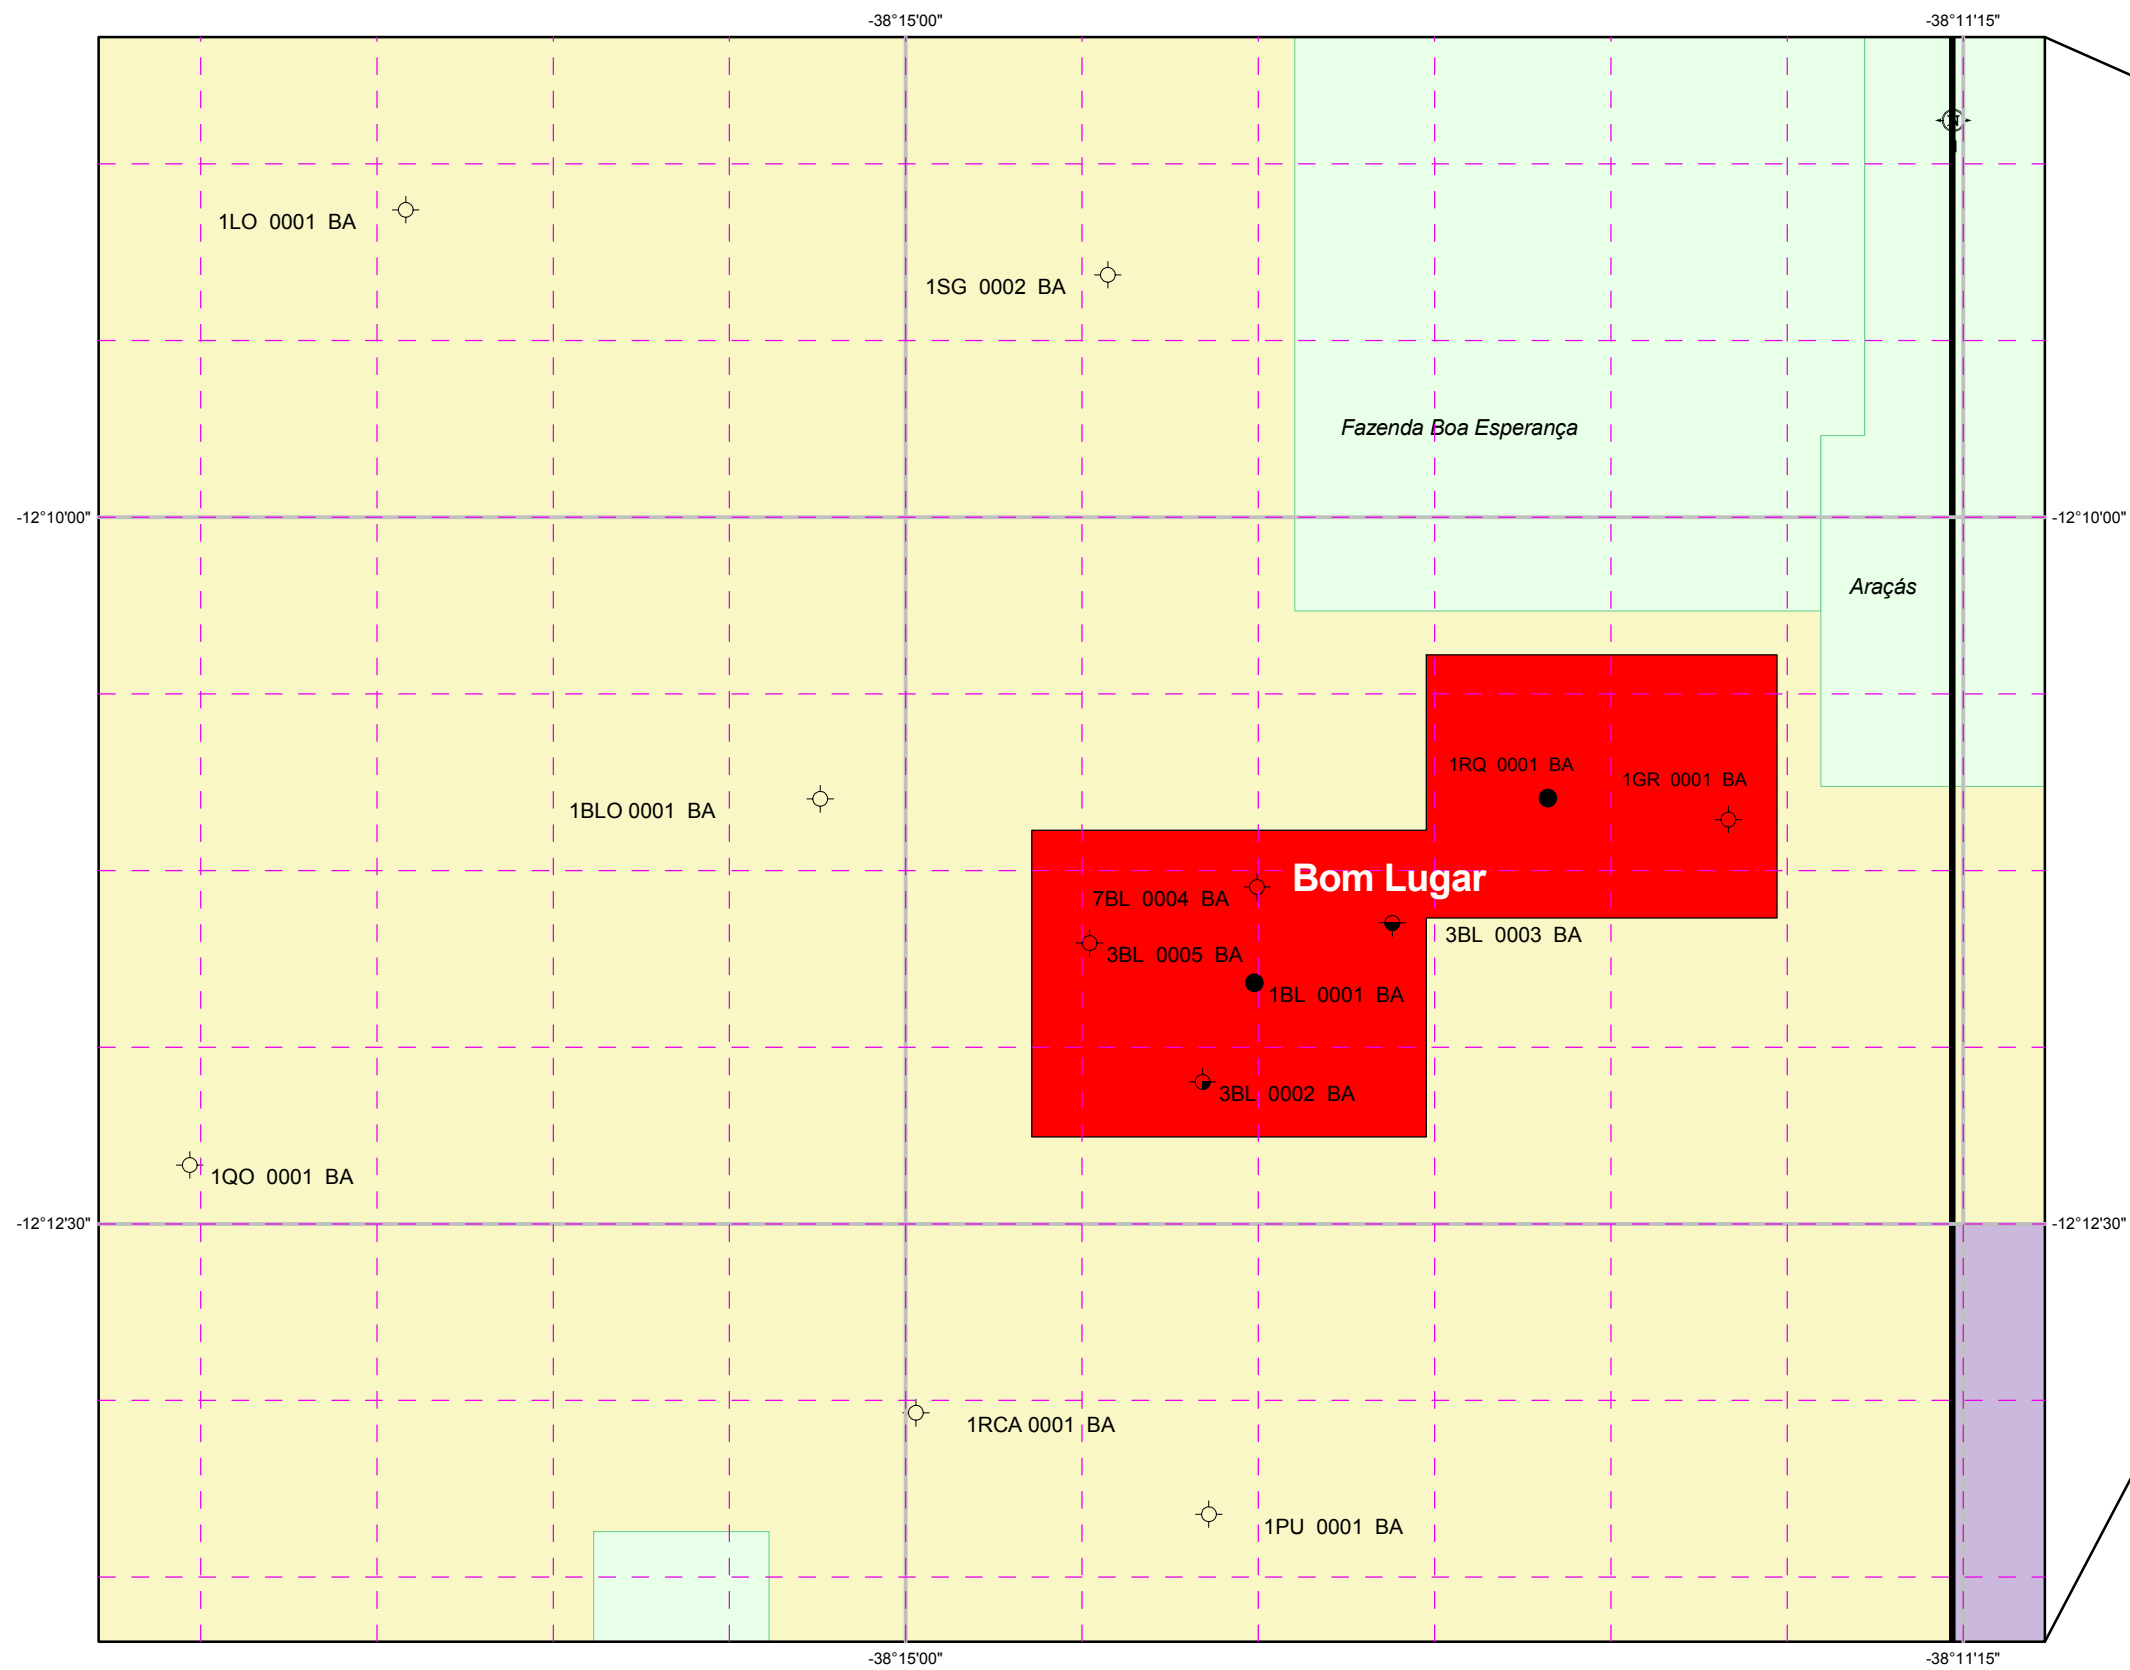 -38°15'00" -38°11'15"
N
1LO 0001 BA
1SG 0002 BA
Fazenda Boa Esperança
-12°10'00" -12°10'00"
Araçás
1RQ 0001 BA
1GR 0001 BA
1BLO 0001 BA
Bom Lugar
7BL 0004 BA
3BL 0003 BA
3BL 0005 BA
1BL 0001 BA
3BL 0002 BA
1QO 0001 BA
-12°12'30" -12°12'30"
1RCA 0001 BA
1PU 0001 BA
-38°15'00" -38°11'15"